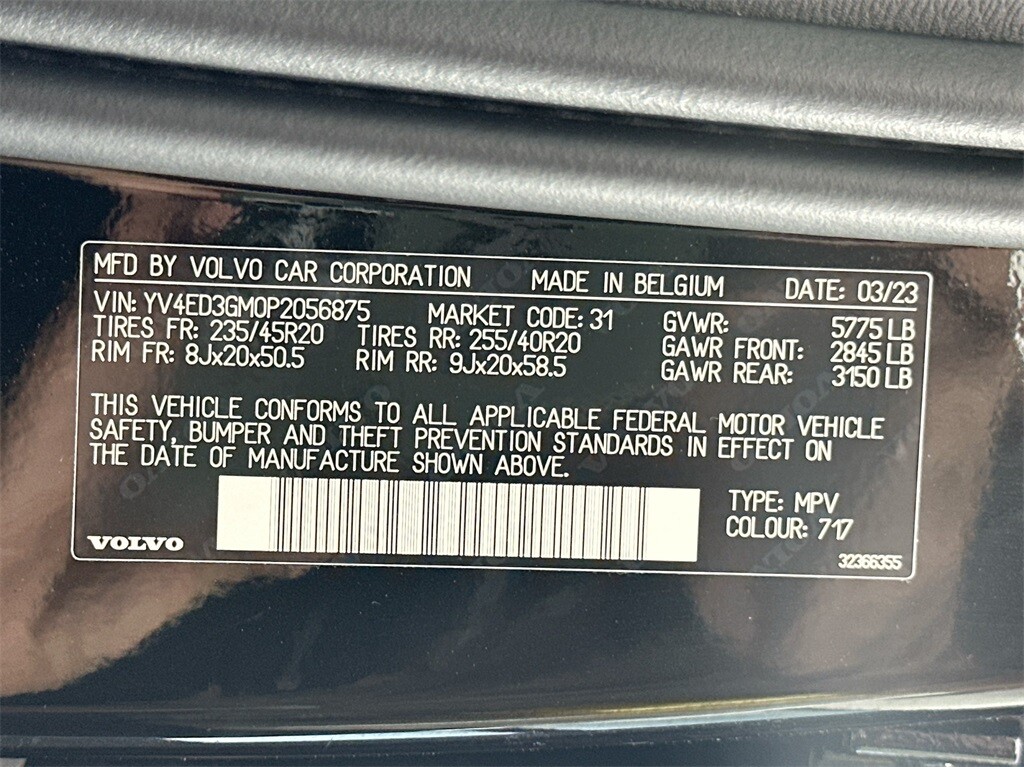 MFD BY VOLVO CAR CORPORATION MADE IN BELGIUM DATE: 03/23
VIN: YV4ED3GM0P2056875 MARKET CODE: 31 GVWR: 5775 LB
TIRES FR: 235/45R20 TIRES RR: 255/40R20 GAWR FRONT: 2845 LB
RIM FR: 8Jx20x50.5 RIM RR: 9Jx20x58.5 GAWR REAR: 3150 LB
THIS VEHICLE CONFORMS TO ALL APPLICABLE FEDERAL MOTOR VEHICLE
SAFETY, BUMPER AND THEFT PREVENTION STANDARDS IN EFFECT ON
THE DATE OF MANUFACTURE SHOWN ABOVE.
TYPE: MPV
COLOUR: 717
VOLVO
32366355